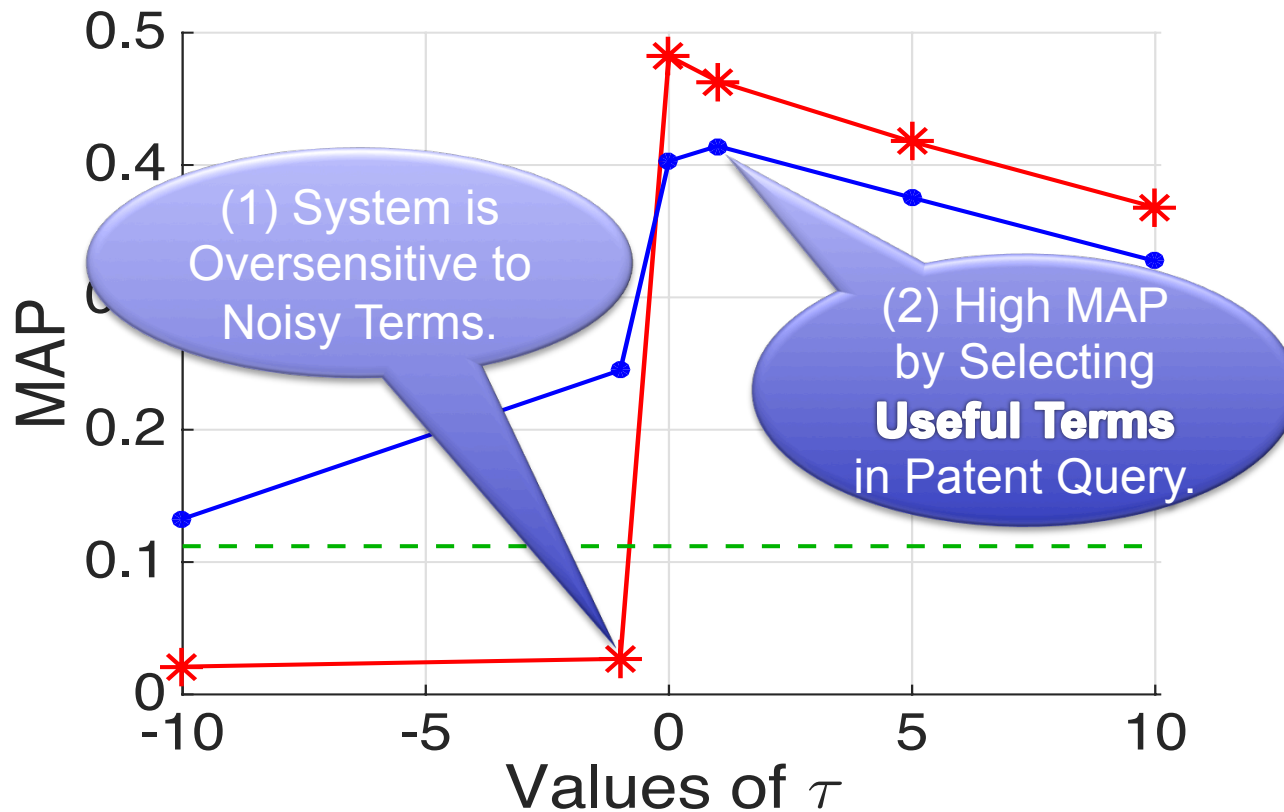 0.5
0.4
0.2
0.1
0
MAP
(1) System is
Oversensitive to
Noisy Terms.
(2) High MAP
by Selecting
Useful Terms
in Patent Query.
-10 -5 0 5 10
Values of τ